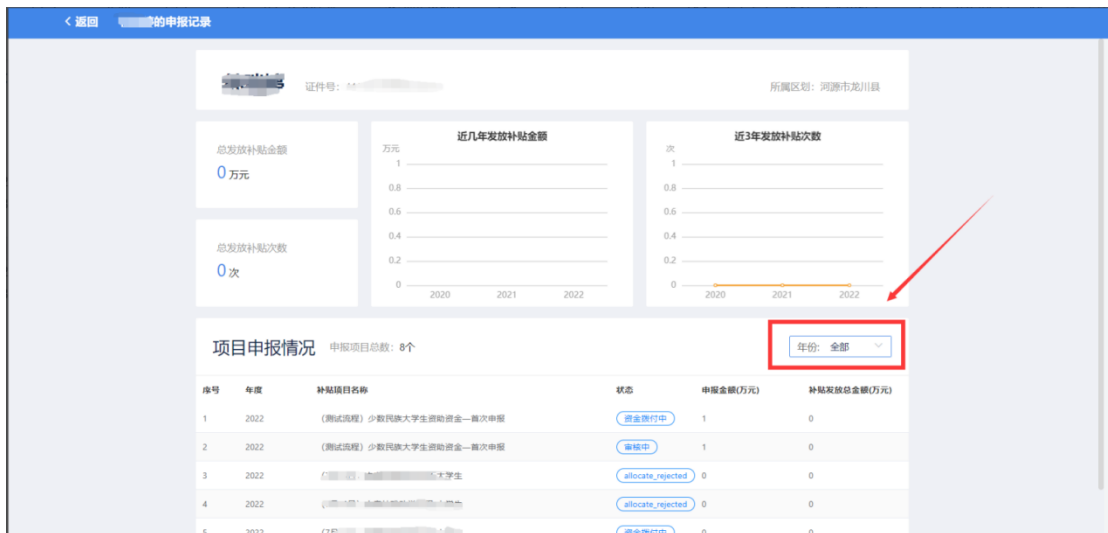 返回 的申报记录
证件号: 所属区划: 河源市龙川县
总发放补贴金额
0 万元
总发放补贴次数
0 次
近几年发放补贴金额
万元
1
0.8
0.6
0.4
0.2
0
2020 2021 2022
近3年发放补贴次数
次
1
0.8
0.6
0.4
0.2
0
2020 2021 2022
项目申报情况 申报项目总数: 8个 年份: 全部
序号 年度 补贴项目名称 状态 申报金额(万元) 补贴发放总金额(万元)
1 2022 (测试流程) 少数民族大学生资助资金—首次申报 资金拨付中 1 0
2 2022 (测试流程) 少数民族大学生资助资金—首次申报 审核中 1 0
3 2022 大学生 allocate_rejected 0 0
4 2022 allocate_rejected 0 0
5 2022 资金拨付中 0 0